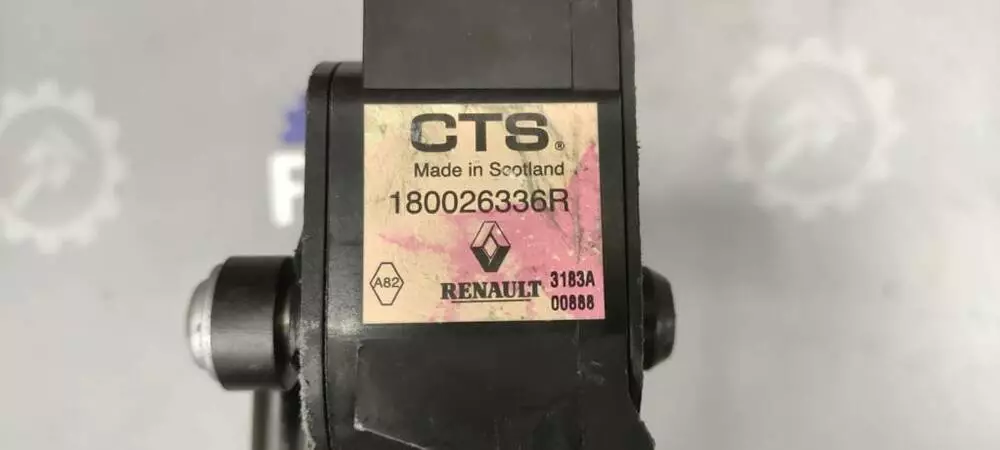 CTS®
Made in Scotland
180026336R
A82
RENAULT
3183A
00888